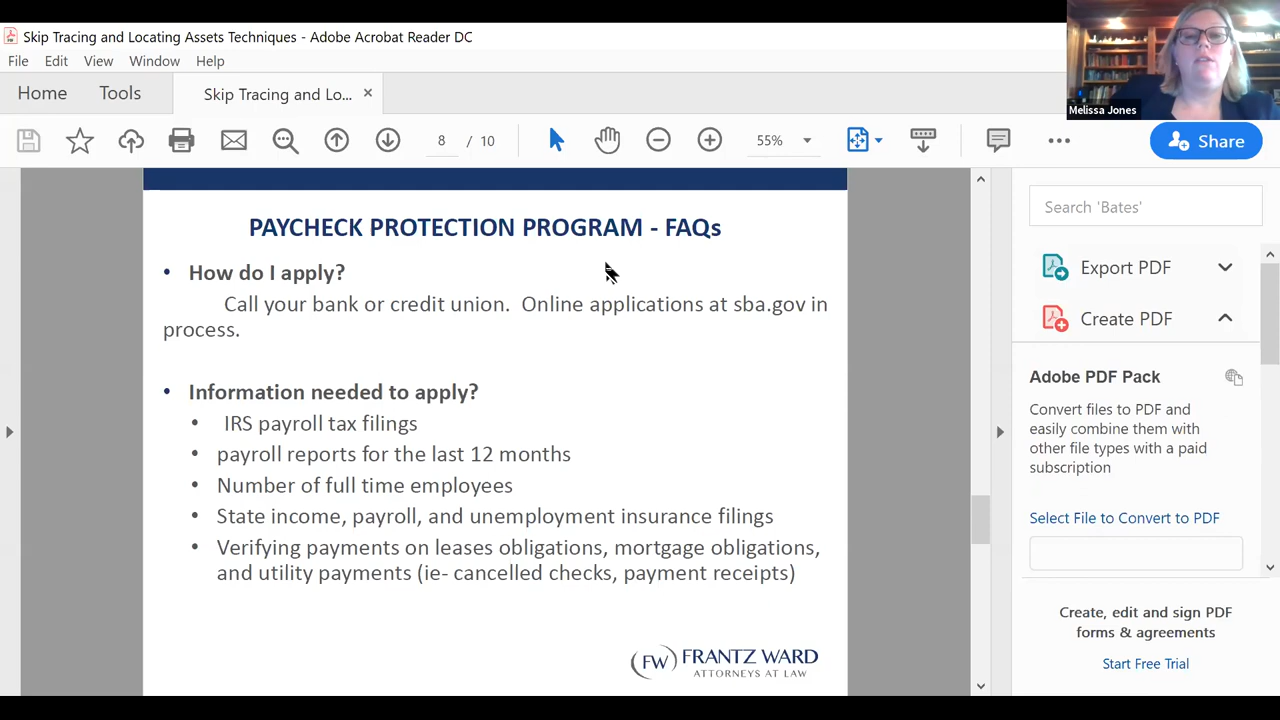 Skip Tracing and Locating Assets Techniques - Adobe Acrobat Reader DC
File Edit View Window Help
Home Tools Skip Tracing and Lo... ×
8 / 10 55% Share
Melissa Jones
PAYCHECK PROTECTION PROGRAM - FAQs
• How do I apply?
Call your bank or credit union. Online applications at sba.gov in
process.
• Information needed to apply?
• IRS payroll tax filings
• payroll reports for the last 12 months
• Number of full time employees
• State income, payroll, and unemployment insurance filings
• Verifying payments on leases obligations, mortgage obligations,
and utility payments (ie- cancelled checks, payment receipts)
FW FRANTZ WARD
ATTORNEYS AT LAW
Search 'Bates'
Export PDF
Create PDF
Adobe PDF Pack
Convert files to PDF and
easily combine them with
other file types with a paid
subscription
Select File to Convert to PDF
Create, edit and sign PDF
forms & agreements
Start Free Trial